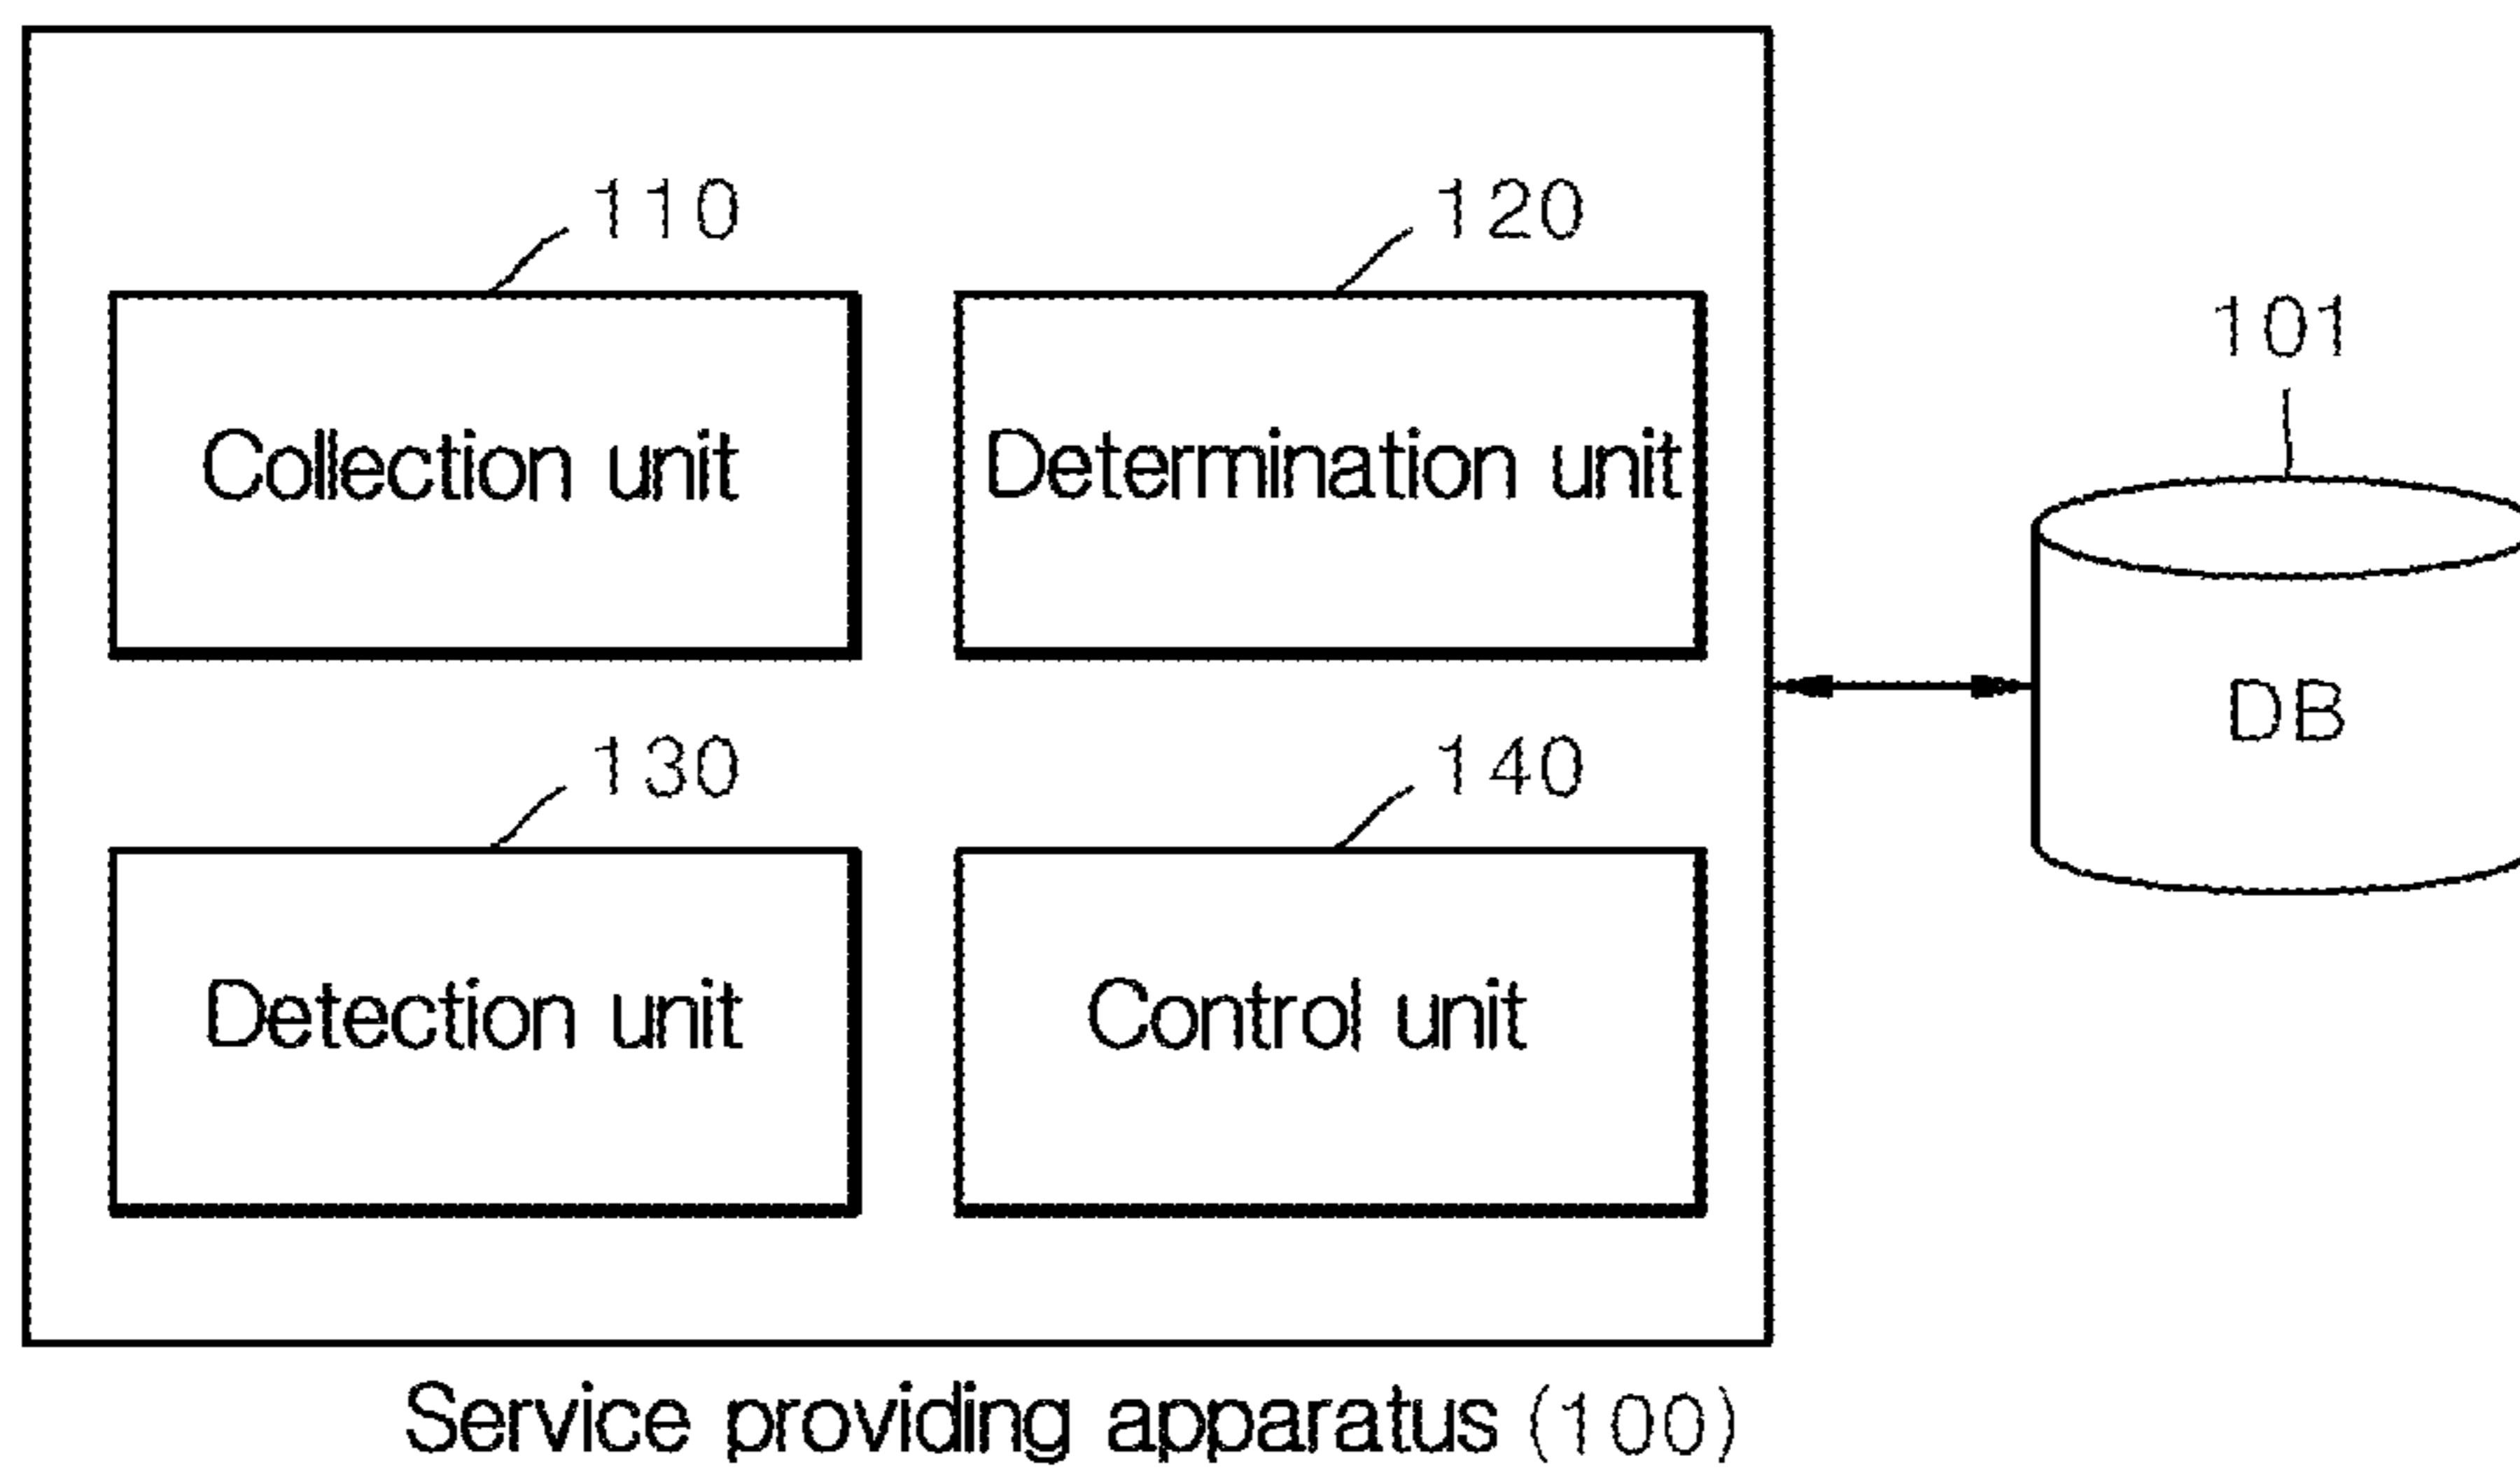 110
120
101
Collection unit
Determination unit
DB
130
140
Detection unit
Control unit
Service providing apparatus (100)